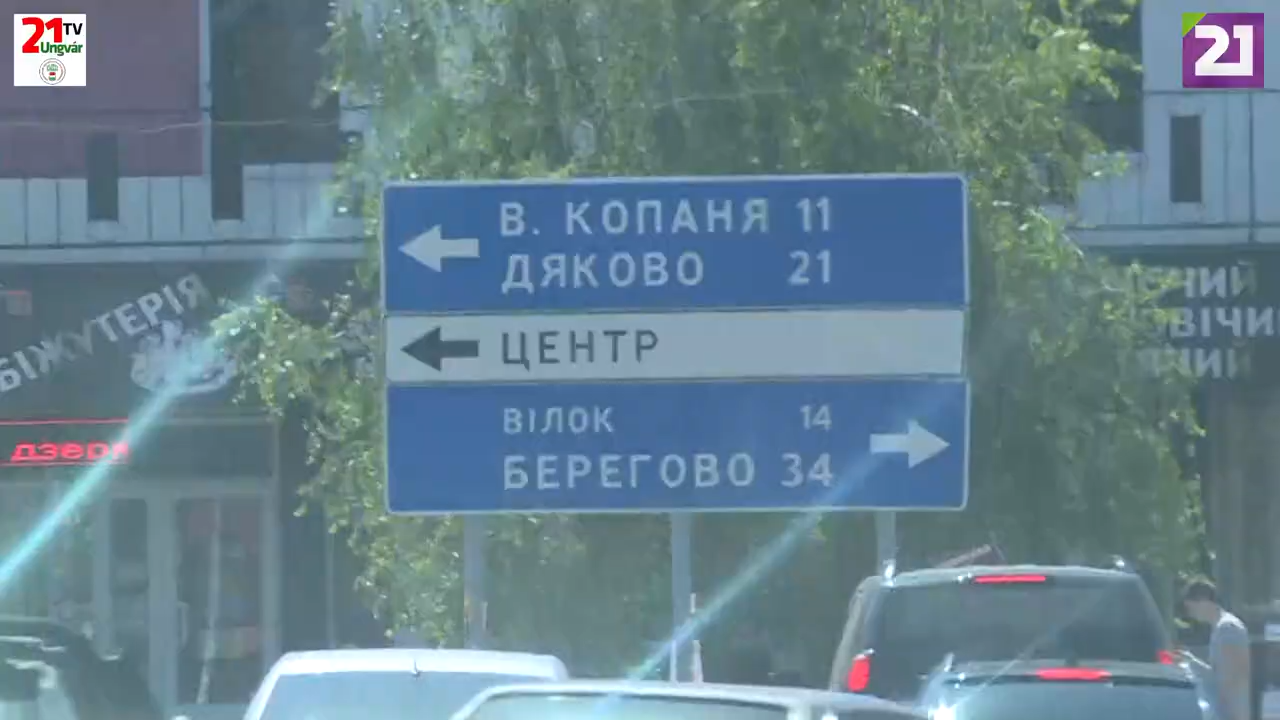 21TV
Ungvár
21
В. КОПАНЯ 11
ДЯКОВО 21
ЦЕНТР
ВІЛОК 14
БЕРЕГОВО 34
БІЖУТЕРІЯ